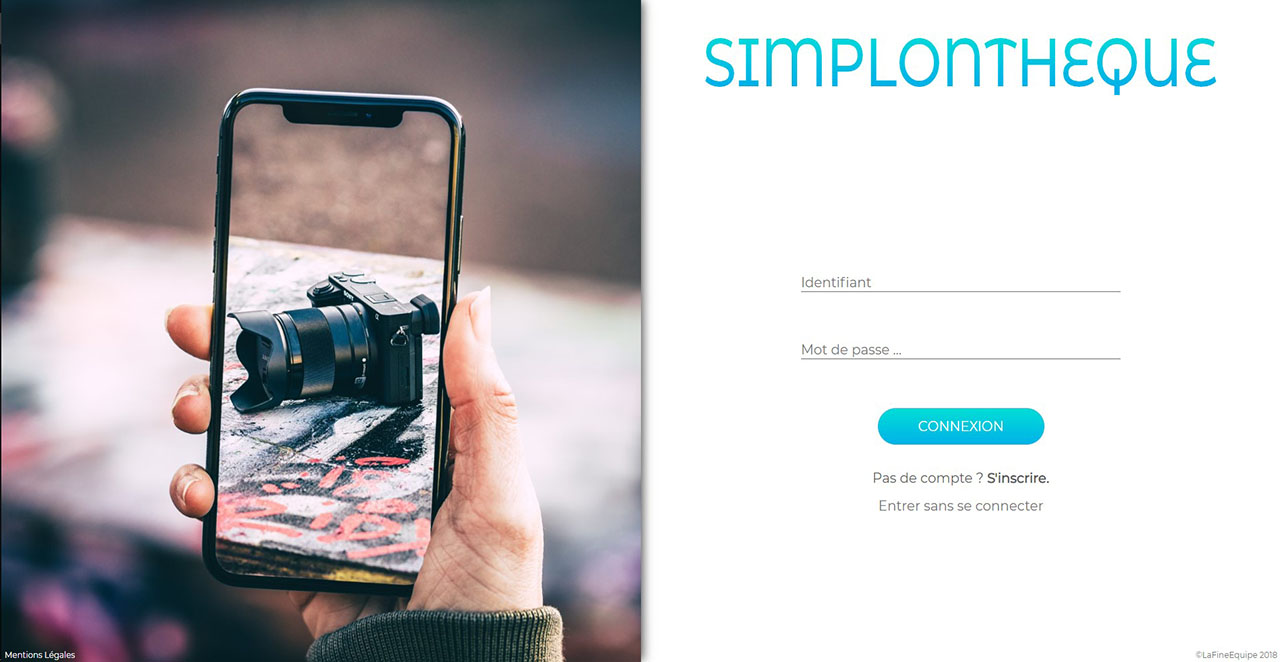 SIMPLONTHEQUE
Identifiant
Mot de passe ...
CONNEXION
Pas de compte ? S'inscrire.
Entrer sans se connecter
Mentions Légales
©LaFineEquipe 2018